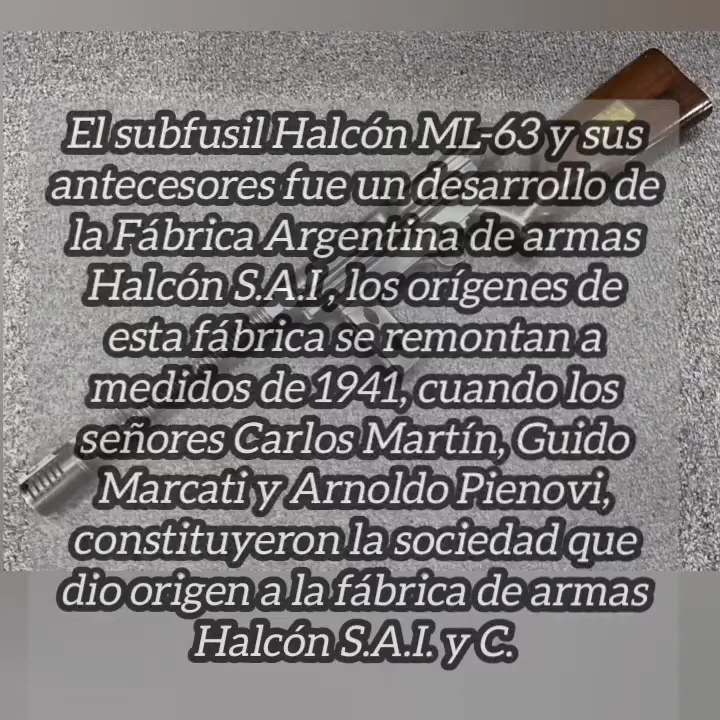 El subfusil Halcón ML-63 y sus
antecesores fue un desarrollo de
la Fábrica Argentina de armas
Halcón S.A.I , los orígenes de
esta fábrica se remontan a
medidos de 1941, cuando los
señores Carlos Martín, Guido
Marcati y Arnoldo Pienovi,
constituyeron la sociedad que
dio origen a la fábrica de armas
Halcón S.A.I. y C.